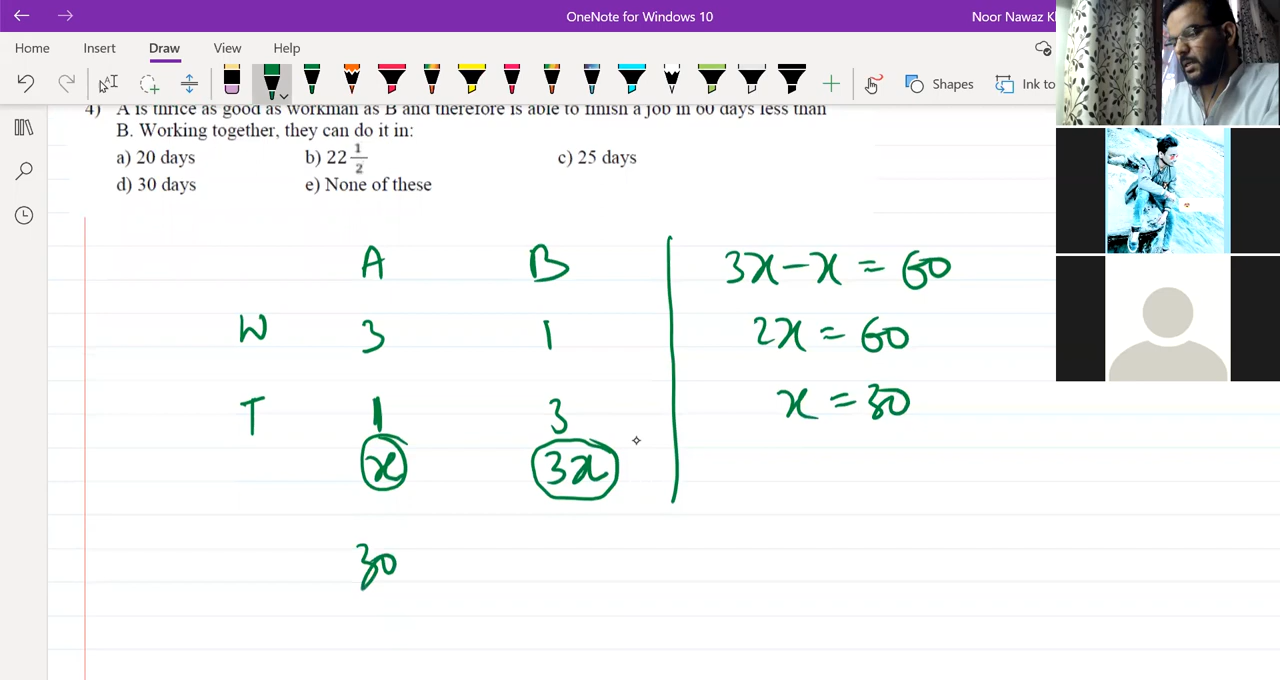 OneNote for Windows 10
Noor Nawaz
Home Insert Draw View Help
Shapes
Ink to
4) A is thrice as good as workman as B and therefore is able to finish a job in 60 days less than
B. Working together, they can do it in:
a) 20 days b) 22 1/2 c) 25 days
d) 30 days e) None of these
A B
W 3 1
T 1 3
x 3x
30
3x-x = 60
2x = 60
x = 30